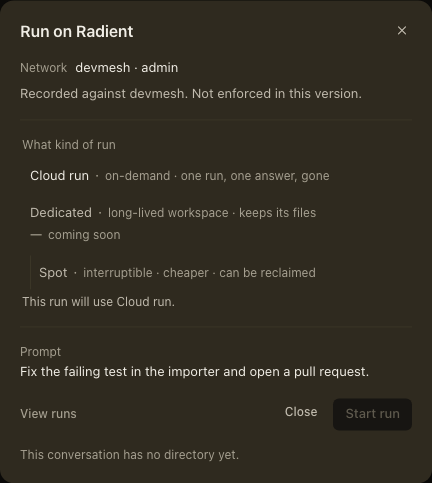 Run on Radient
Network devmesh · admin
Recorded against devmesh. Not enforced in this version.
What kind of run
Cloud run · on-demand · one run, one answer, gone
Dedicated · long-lived workspace · keeps its files
— coming soon
Spot · interruptible · cheaper · can be reclaimed
This run will use Cloud run.
Prompt
Fix the failing test in the importer and open a pull request.
View runs Close Start run
This conversation has no directory yet.